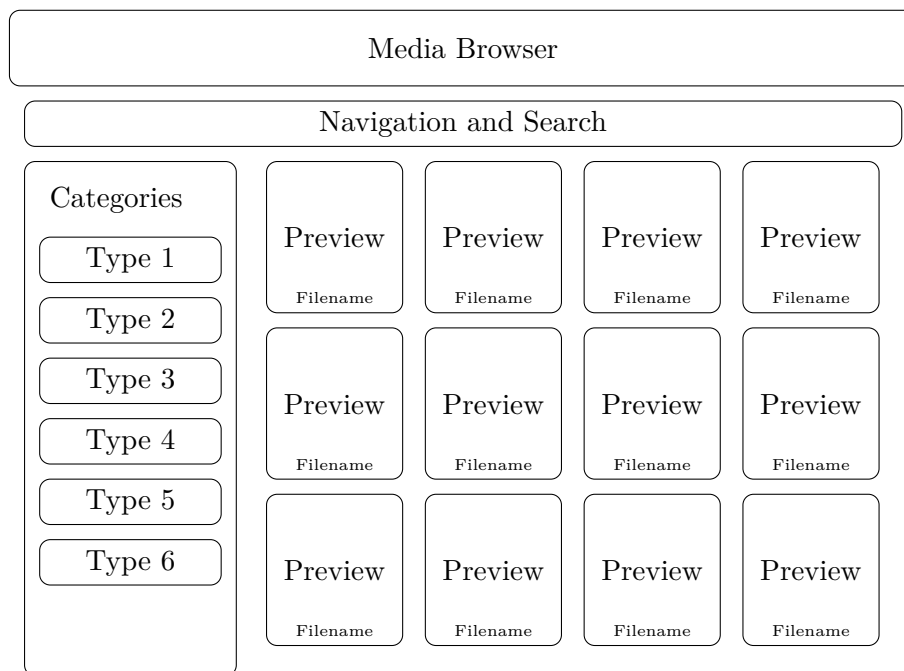 Media Browser
Navigation and Search
Categories
Type 1
Type 2
Type 3
Type 4
Type 5
Type 6
Preview Preview Preview Preview
Filename Filename Filename Filename
Preview Preview Preview Preview
Filename Filename Filename Filename
Preview Preview Preview Preview
Filename Filename Filename Filename